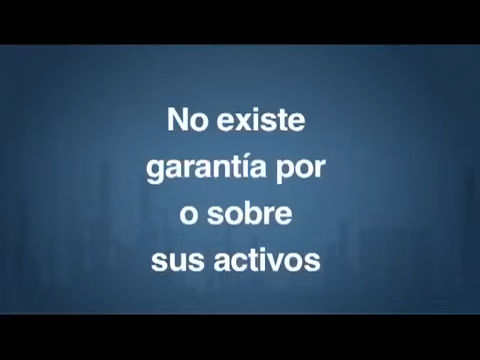 No existe
garantía por
o sobre
sus activos